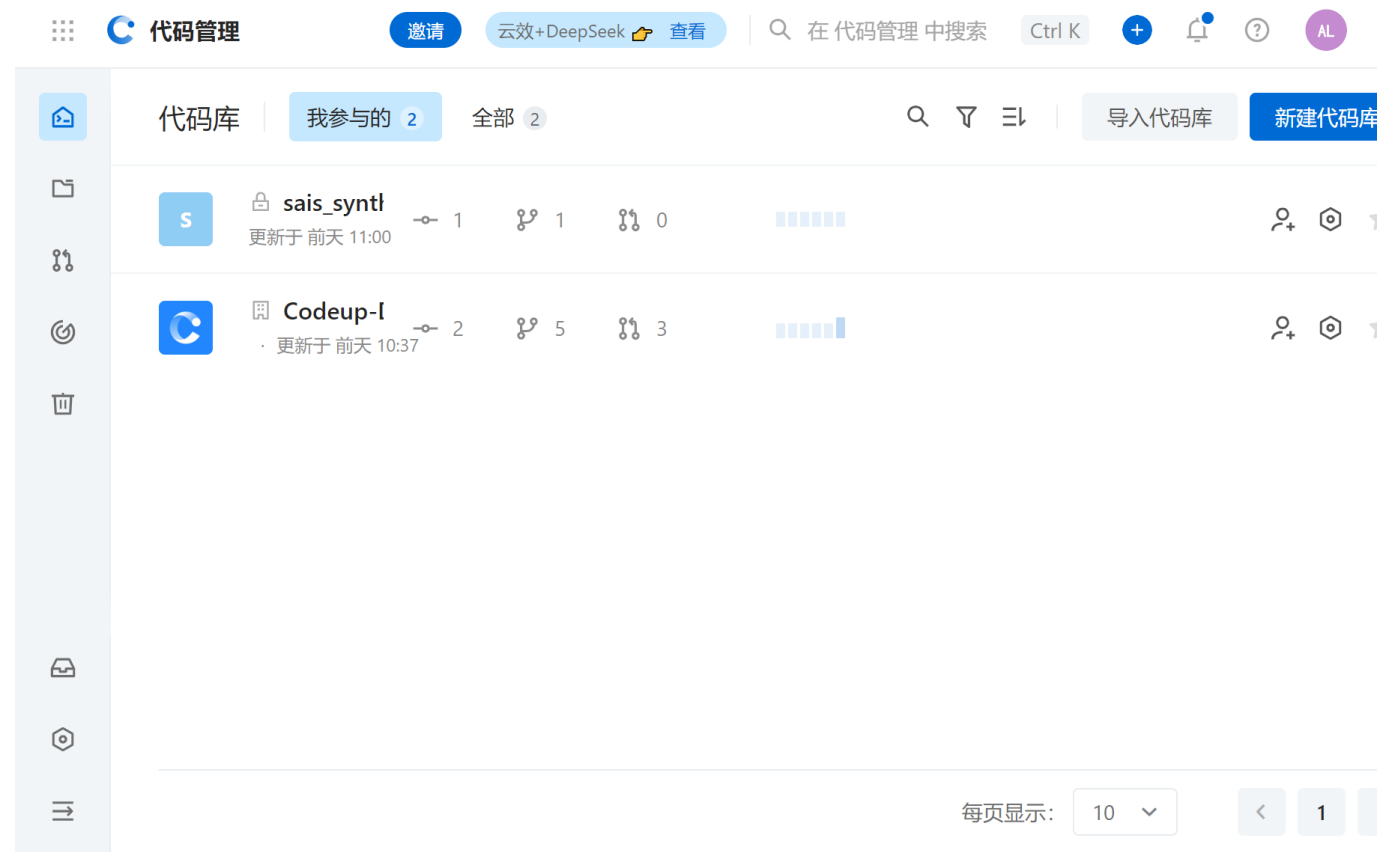 代码管理 邀请 云效+DeepSeek 👉 查看 在 代码管理 中搜索 Ctrl K AL
代码库 我参与的 2 全部 2 导入代码库 新建代码库
S sais_synth 1 1 0
更新于 前天 11:00
Codeup-D 2 5 3
· 更新于 前天 10:37
每页显示: 10 1